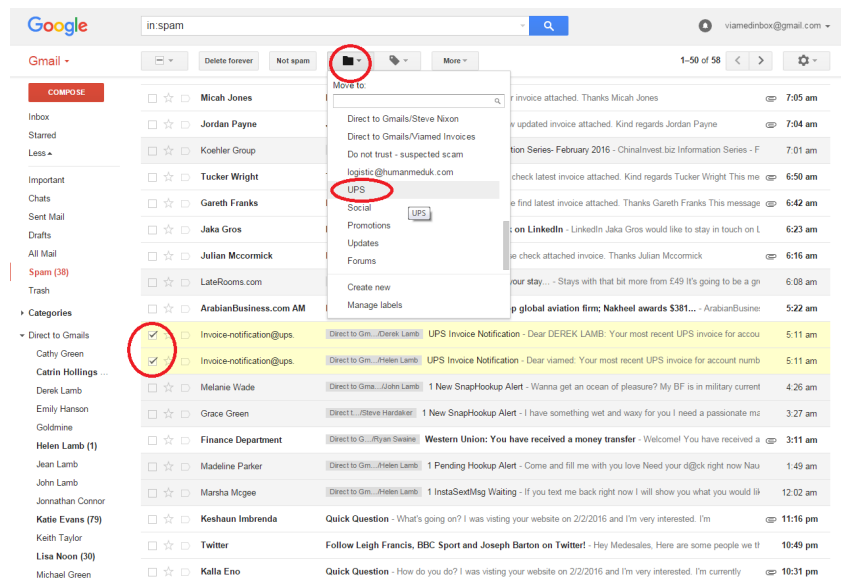 Google in:spam viamedinbox@gmail.com
Gmail Delete forever Not spam More 1–50 of 58
COMPOSE
Inbox
Starred
Less
Important
Chats
Sent Mail
Drafts
All Mail
Spam (38)
Trash
Categories
Direct to Gmails
Cathy Green
Catrin Hollings ...
Derek Lamb
Emily Hanson
Goldmine
Helen Lamb (1)
Jean Lamb
John Lamb
Jonnathan Connor
Katie Evans (79)
Keith Taylor
Lisa Noon (30)
Michael Green
Move to:
Direct to Gmails/Steve Nixon
Direct to Gmails/Viamed Invoices
Do not trust - suspected scam
logistic@humanmeduk.com
UPS
Social
UPS
Promotions
Updates
Forums
Create new
Manage labels
Micah Jones r invoice attached. Thanks Micah Jones 7:05 am
Jordan Payne updated invoice attached. Kind regards Jordan Payne 7:04 am
Koehler Group tion Series- February 2016 - ChinaInvest.biz Information Series - F 7:01 am
Tucker Wright check latest invoice attached. Kind regards Tucker Wright This me 6:50 am
Gareth Franks e find latest invoice attached. Thanks Gareth Franks This message 6:42 am
Jaka Gros on LinkedIn - LinkedIn Jaka Gros would like to stay in touch on L 6:23 am
Julian Mccormick se check attached invoice. Thanks Julian Mccormick 6:16 am
LateRooms.com your stay... - Stays with that bit more from £49 It's going to be a gre 6:08 am
ArabianBusiness.com AM p global aviation firm; Nakheel awards $381... - ArabianBusine 5:22 am
Invoice-notification@ups. Direct to Gm.../Derek Lamb UPS Invoice Notification - Dear DEREK LAMB: Your most recent UPS invoice for accou 5:11 am
Invoice-notification@ups. Direct to Gm.../Helen Lamb UPS Invoice Notification - Dear viamed: Your most recent UPS invoice for account numb 5:11 am
Melanie Wade Direct to Gma.../John Lamb 1 New SnapHookup Alert - Wanna get an ocean of pleasure? My BF is in military current 4:26 am
Grace Green Direct t.../Steve Hardaker 1 New SnapHookup Alert - I have something wet and waxy for you I need a passionate ma 3:27 am
Finance Department Direct to G.../Ryan Swaine Western Union: You have received a money transfer - Welcome! You have received a 3:11 am
Madeline Parker Direct to Gm.../Helen Lamb 1 Pending Hookup Alert - Come and fill me with you love Need your d@ck right now Nau 1:49 am
Marsha Mcgee Direct to Gm.../Helen Lamb 1 InstaSextMsg Waiting - If you text me back right now I will show you what you would lik 12:02 am
Keshaun Imbrenda Quick Question - What's going on? I was visting your website on 2/2/2016 and I'm very interested. I'm 11:16 pm
Twitter Follow Leigh Francis, BBC Sport and Joseph Barton on Twitter! - Hey Medesales, Here are some people we th 10:49 pm
Kalla Eno Quick Question - How do you do? I was visting your website on 2/2/2016 and I'm very interested. I'm currently 10:31 pm